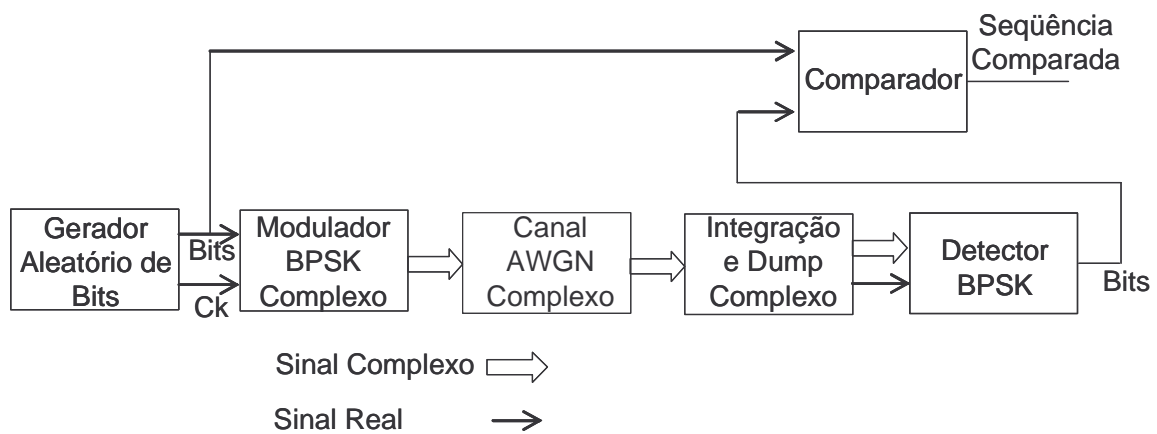 Seqüência
Comparada
Comparador
Gerador
Aleatório de
Bits
Bits
Ck
Modulador
BPSK
Complexo
Canal
AWGN
Complexo
Integração
e Dump
Complexo
Detector
BPSK
Bits
Sinal Complexo
Sinal Real